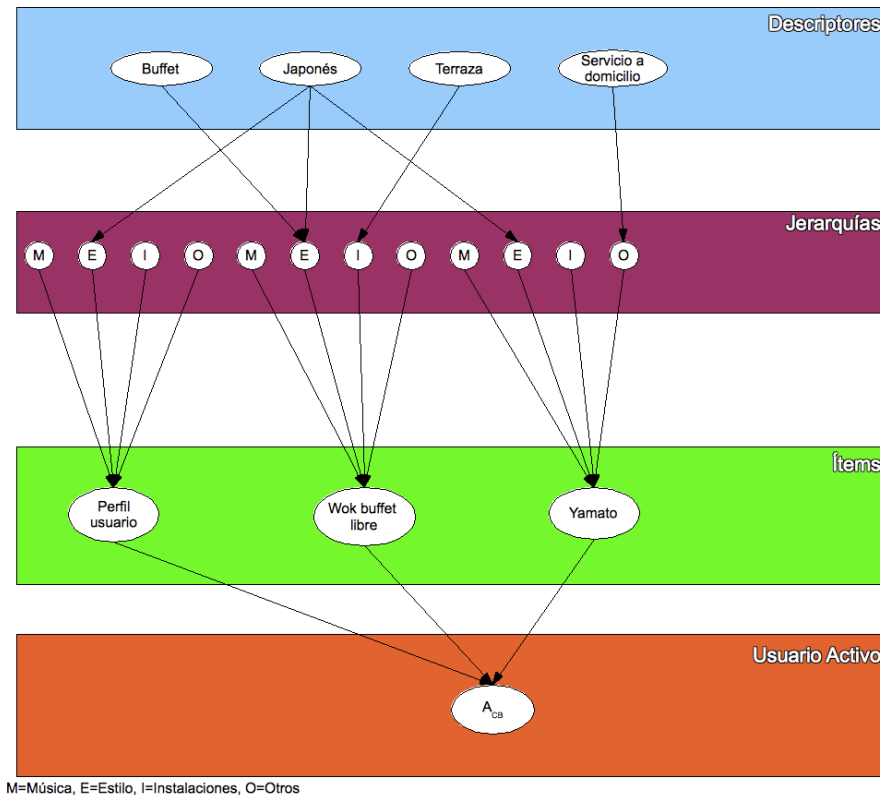 Descriptores
Buffet
Japonés
Terraza
Servicio a
domicilio
Jerarquías
M E I O M E I O M E I O
Ítems
Perfil
usuario
Wok buffet
libre
Yamato
Usuario Activo
A_CB
M=Música, E=Estilo, I=Instalaciones, O=Otros